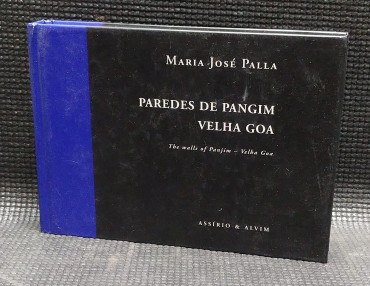 MARIA JOSÉ PALLA
PAREDES DE PANGIM
VELHA GOA
The walls of Panjim – Velha Goa
ASSÍRIO & ALVIM